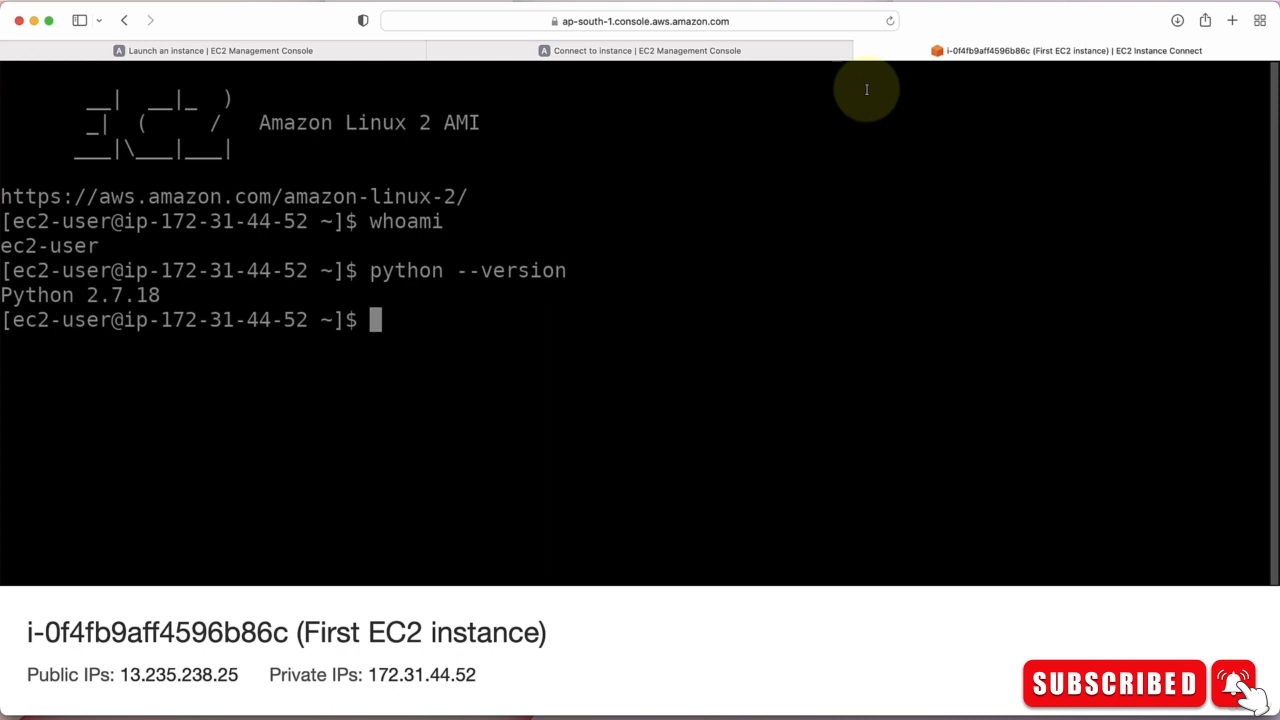 ap-south-1.console.aws.amazon.com
Launch an instance | EC2 Management Console
Connect to instance | EC2 Management Console
i-0f4fb9aff4596b86c (First EC2 instance) | EC2 Instance Connect
__|  __|_  )
_|  (     /   Amazon Linux 2 AMI
___|\___|___|
https://aws.amazon.com/amazon-linux-2/
[ec2-user@ip-172-31-44-52 ~]$ whoami
ec2-user
[ec2-user@ip-172-31-44-52 ~]$ python --version
Python 2.7.18
[ec2-user@ip-172-31-44-52 ~]$
i-0f4fb9aff4596b86c (First EC2 instance)
Public IPs: 13.235.238.25 Private IPs: 172.31.44.52
SUBSCRIBED